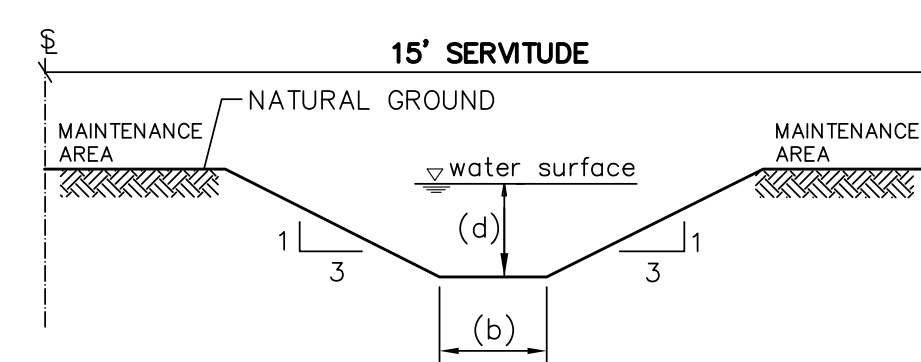 ℄
15' SERVITUDE
NATURAL GROUND
MAINTENANCE
AREA
MAINTENANCE
AREA
water surface
(d)
1
3
1
3
(b)